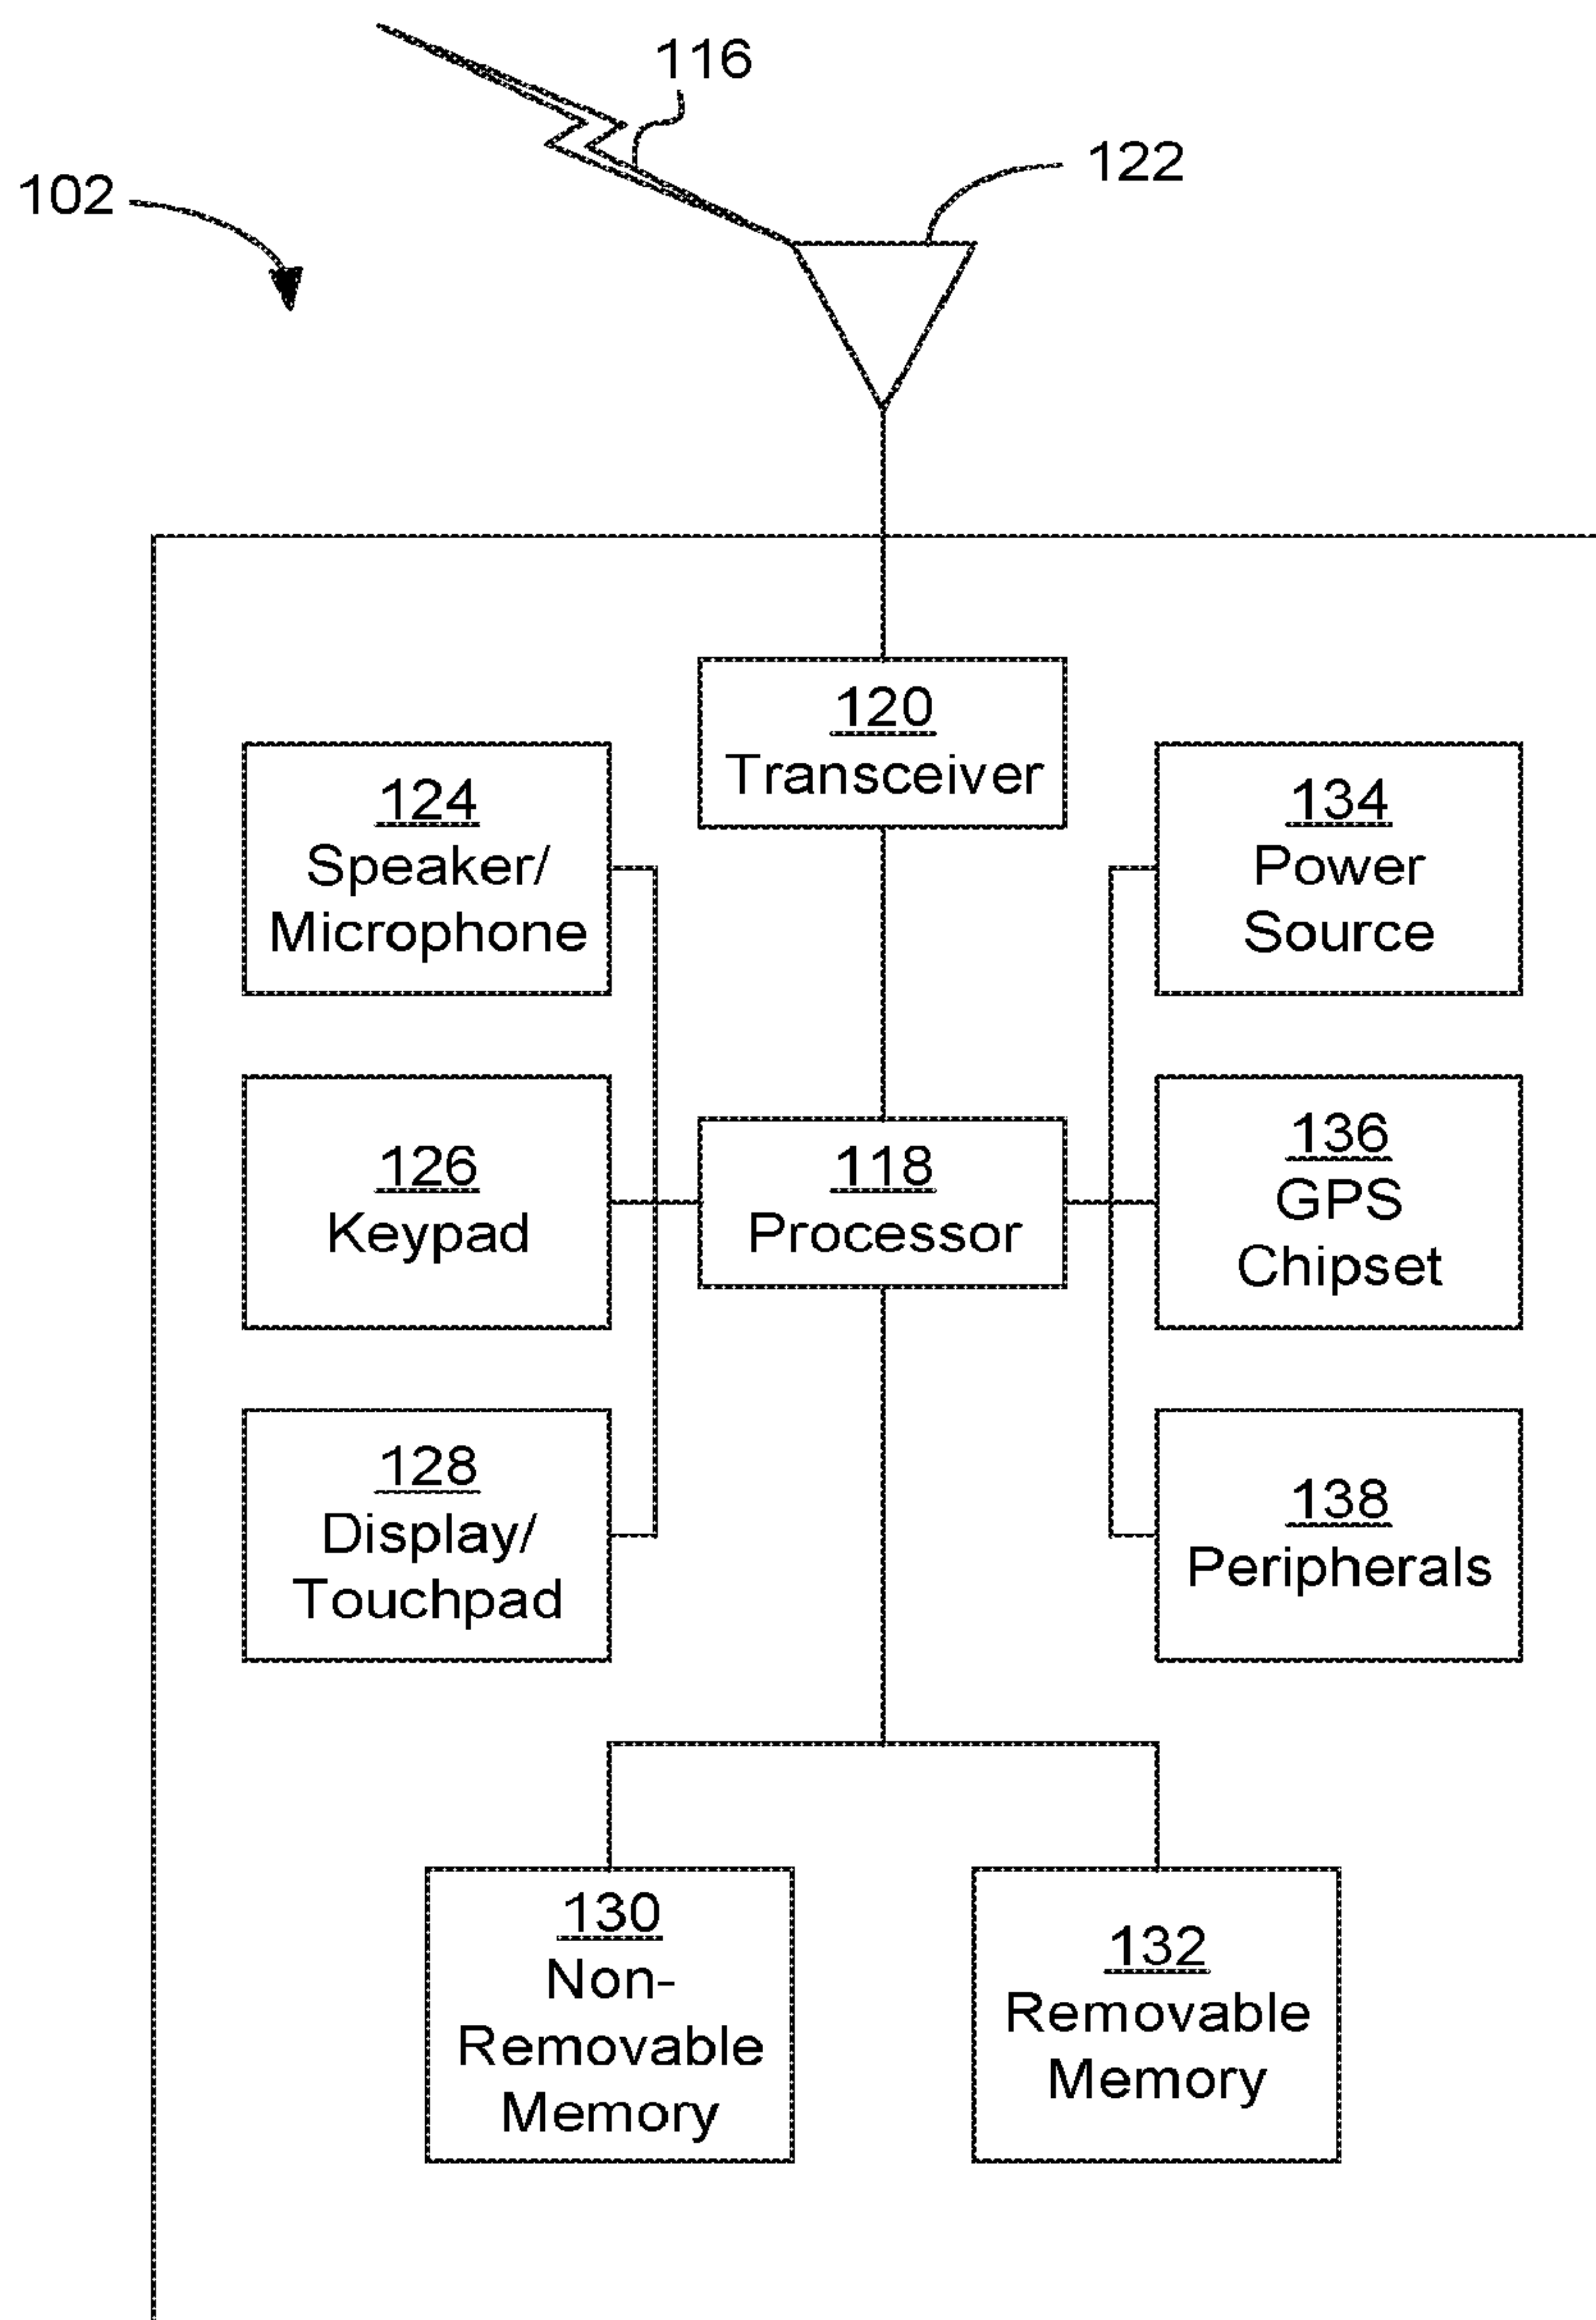 116
122
102
120
Transceiver
124
Speaker/
Microphone
134
Power
Source
126
Keypad
118
Processor
136
GPS
Chipset
128
Display/
Touchpad
138
Peripherals
130
Non-
Removable
Memory
132
Removable
Memory